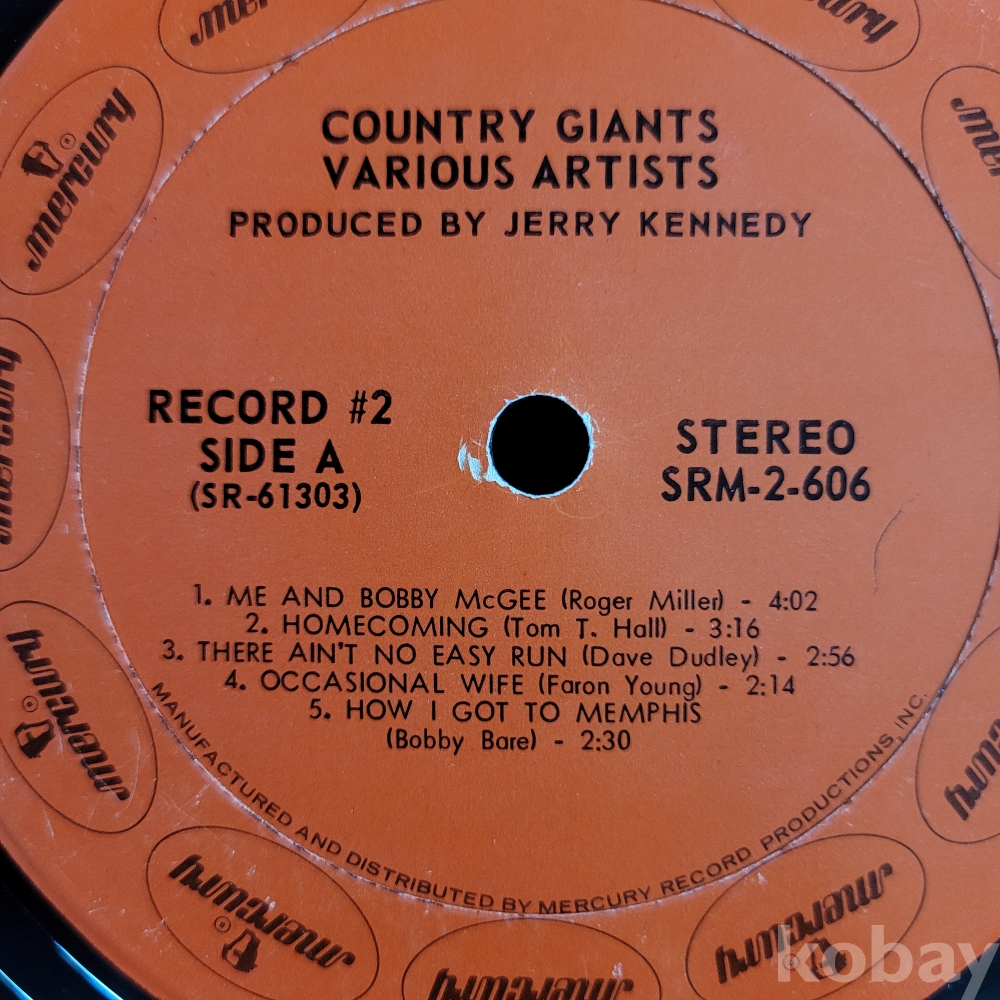 COUNTRY GIANTS
VARIOUS ARTISTS
PRODUCED BY JERRY KENNEDY
RECORD #2
SIDE A
(SR-61303)
STEREO
SRM-2-606
1. ME AND BOBBY McGEE (Roger Miller) - 4:02
2. HOMECOMING (Tom T. Hall) - 3:16
3. THERE AIN'T NO EASY RUN (Dave Dudley) - 2:56
4. OCCASIONAL WIFE (Faron Young) - 2:14
5. HOW I GOT TO MEMPHIS
(Bobby Bare) - 2:30
MANUFACTURED AND DISTRIBUTED BY MERCURY RECORD PRODUCTIONS, INC.
mercury
mercury
mercury
mercury
mercury
mercury
mercury
mercury
mercury
kobay